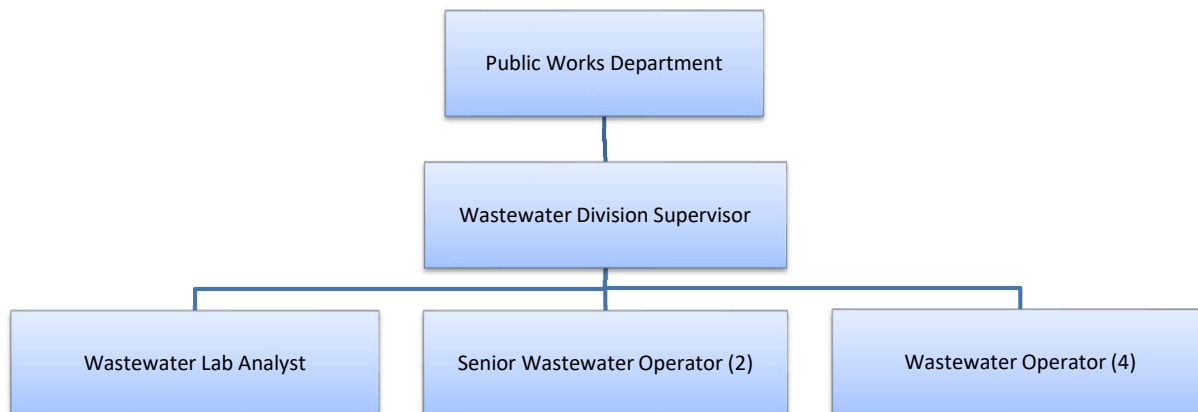 Public Works Department
Wastewater Division Supervisor
Wastewater Lab Analyst
Senior Wastewater Operator (2)
Wastewater Operator (4)